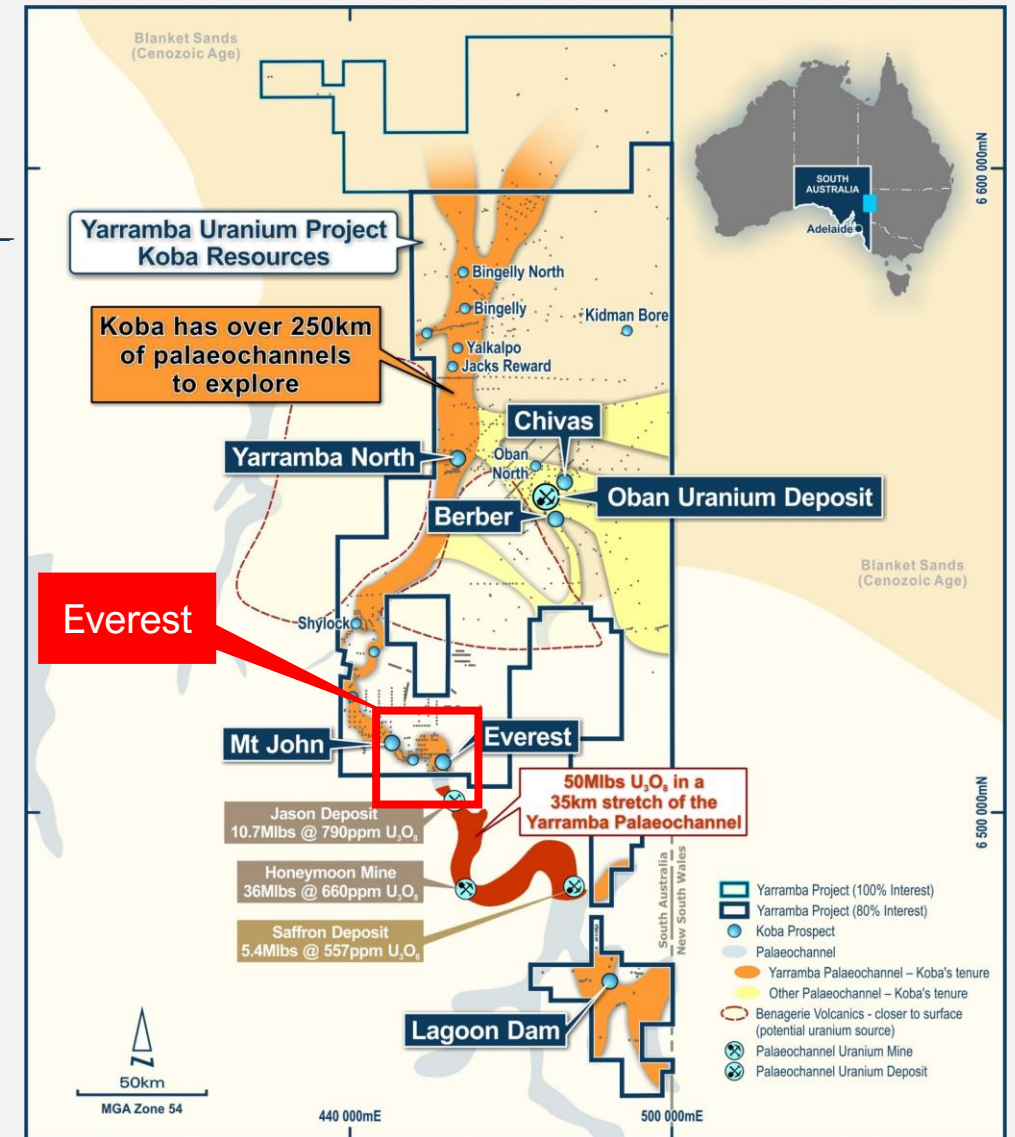 Blanket Sands
(Cenozoic Age)
SOUTH
AUSTRALIA
Adelaide
6 600 000mN
Yarramba Uranium Project
Koba Resources
Bingelly North
Bingelly
Kidman Bore
Koba has over 250km
of palaeochannels
to explore
Yalkalpo
Jacks Reward
Chivas
Yarramba North
Oban
North
Oban Uranium Deposit
Berber
Blanket Sands
(Cenozoic Age)
Everest
Shylock
Mt John
Everest
50Mlbs U₃O₈ in a
35km stretch of the
Yarramba Palaeochannel
6 500 000mN
Jason Deposit
10.7Mlbs @ 790ppm U₃O₈
Honeymoon Mine
36Mlbs @ 660ppm U₃O₈
Saffron Deposit
5.4Mlbs @ 557ppm U₃O₈
South Australia
New South Wales
Yarramba Project (100% Interest)
Yarramba Project (80% Interest)
Koba Prospect
Palaeochannel
Yarramba Palaeochannel – Koba's tenure
Other Palaeochannel – Koba's tenure
Benagerie Volcanics - closer to surface
(potential uranium source)
Palaeochannel Uranium Mine
Palaeochannel Uranium Deposit
Lagoon Dam
N
50km
MGA Zone 54
440 000mE
500 000mE